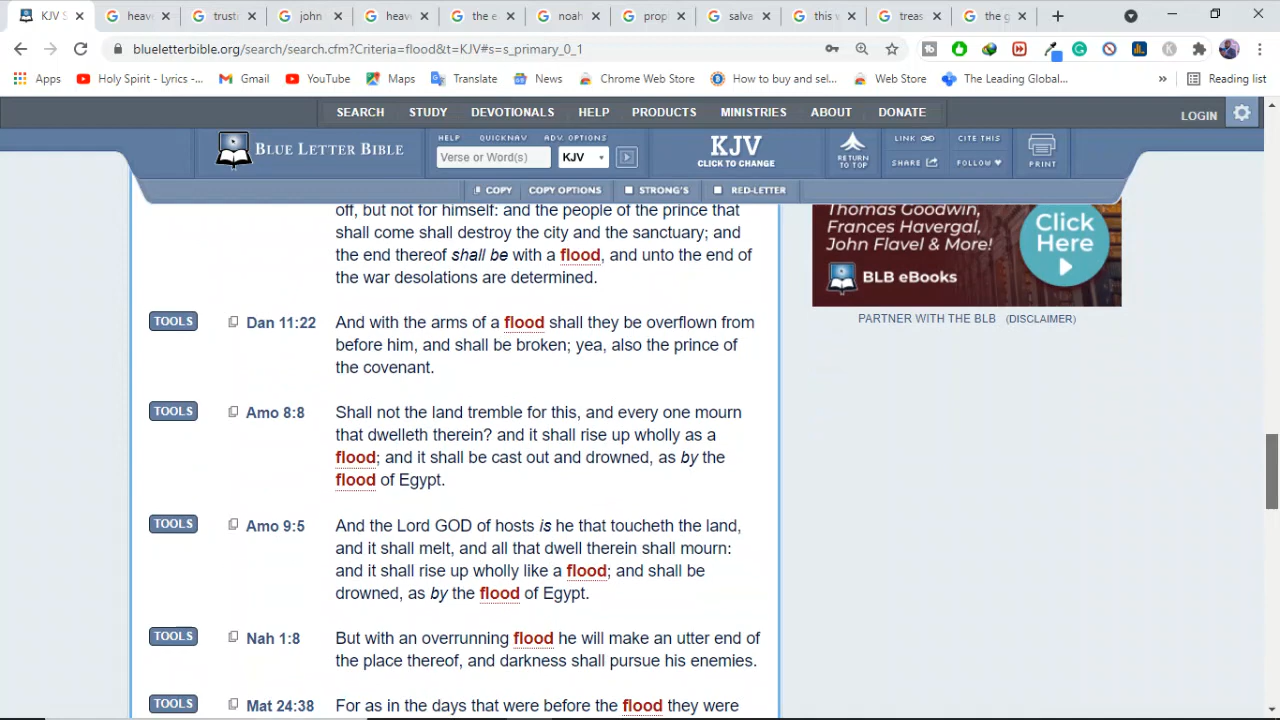 KJV S
heav
trust
john
heav
the e
noah
prop
salva
this v
treas
the g
blueletterbible.org/search/search.cfm?Criteria=flood&t=KJV#s=s_primary_0_1
Apps
Holy Spirit - Lyrics -...
Gmail
YouTube
Maps
Translate
News
Chrome Web Store
How to buy and sel...
Web Store
The Leading Global...
»
Reading list
SEARCH STUDY DEVOTIONALS HELP PRODUCTS MINISTRIES ABOUT DONATE
LOGIN
BLUE LETTER BIBLE
HELP QUICKNAV ADV. OPTIONS
Verse or Word(s)
KJV
KJV
CLICK TO CHANGE
RETURN
TO TOP
LINK
CITE THIS
SHARE
FOLLOW
PRINT
COPY COPY OPTIONS STRONG'S RED-LETTER
off, but not for himself: and the people of the prince that
shall come shall destroy the city and the sanctuary; and
the end thereof shall be with a flood, and unto the end of
the war desolations are determined.
TOOLS Dan 11:22 And with the arms of a flood shall they be overflown from
before him, and shall be broken; yea, also the prince of
the covenant.
TOOLS Amo 8:8 Shall not the land tremble for this, and every one mourn
that dwelleth therein? and it shall rise up wholly as a
flood; and it shall be cast out and drowned, as by the
flood of Egypt.
TOOLS Amo 9:5 And the Lord GOD of hosts is he that toucheth the land,
and it shall melt, and all that dwell therein shall mourn:
and it shall rise up wholly like a flood; and shall be
drowned, as by the flood of Egypt.
TOOLS Nah 1:8 But with an overrunning flood he will make an utter end of
the place thereof, and darkness shall pursue his enemies.
TOOLS Mat 24:38 For as in the days that were before the flood they were
Thomas Goodwin,
Frances Havergal,
John Flavel & More!
BLB eBooks
Click
Here
PARTNER WITH THE BLB (DISCLAIMER)